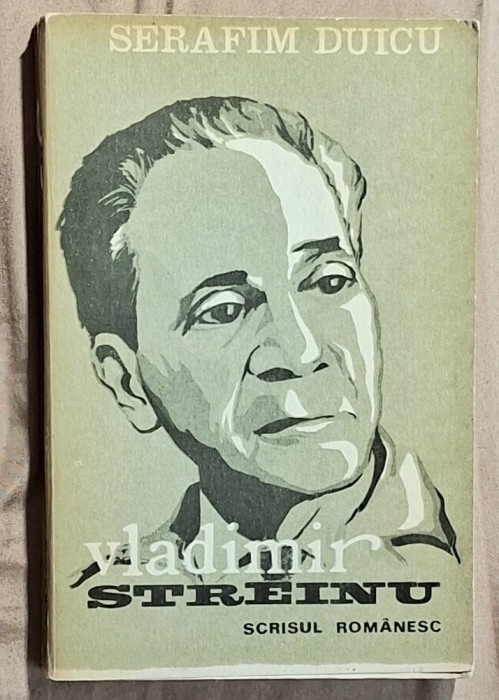 SERAFIM DUICU
vladimir
STREINU
SCRISUL ROMÂNESC